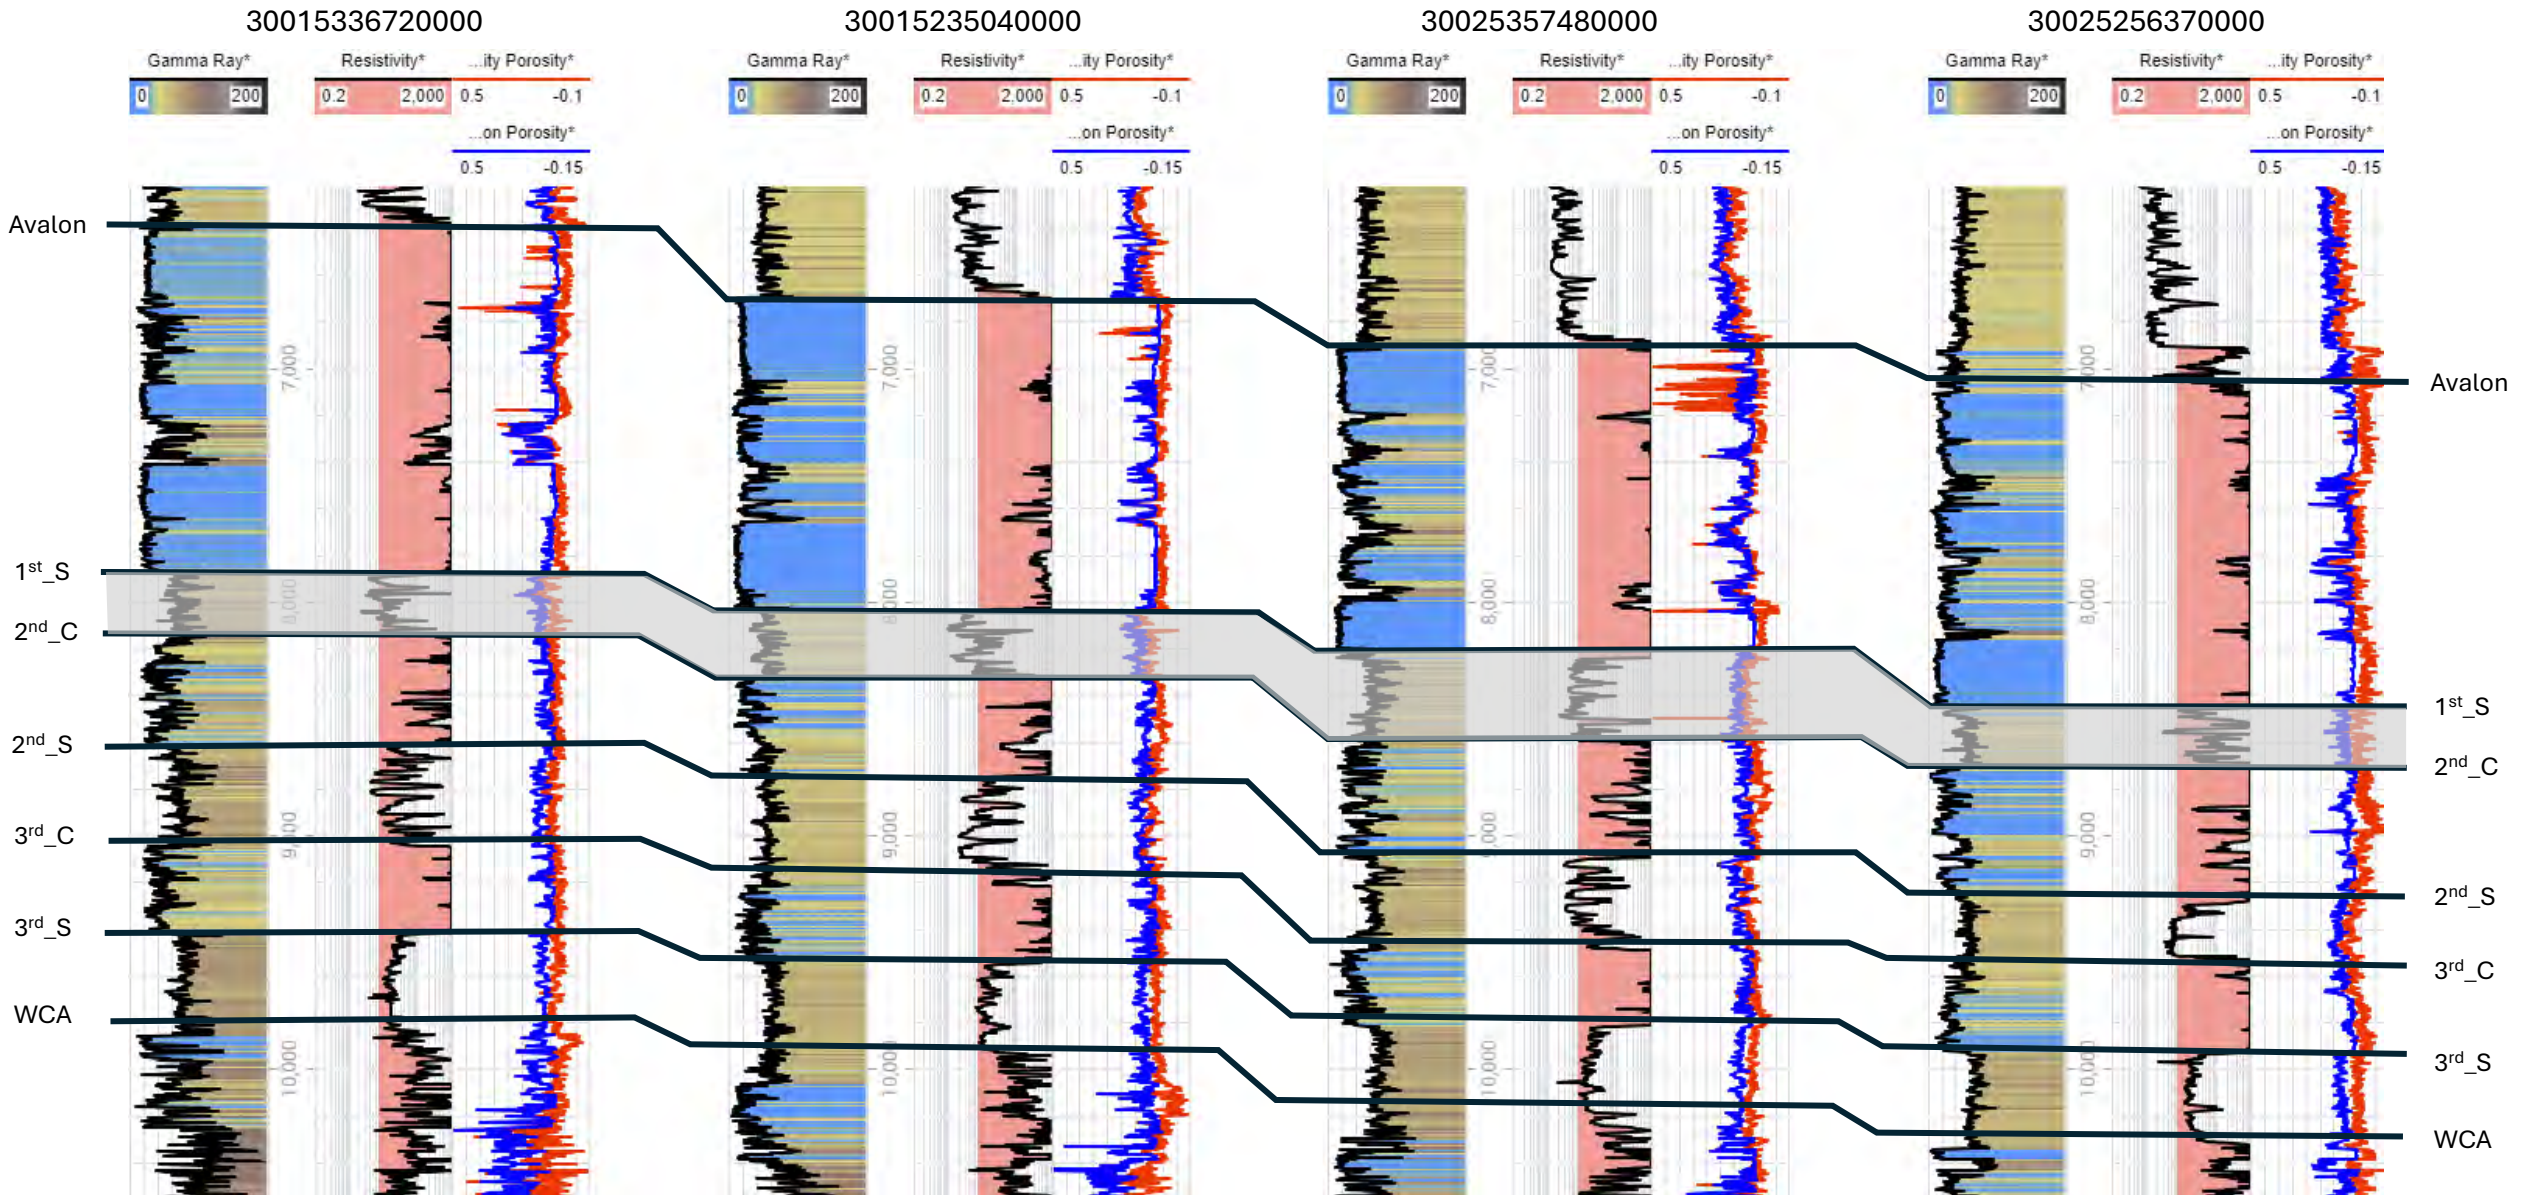 30015336720000 30015235040000 30025357480000 30025256370000
Gamma Ray* Resistivity* ...ity Porosity* Gamma Ray* Resistivity* ...ity Porosity* Gamma Ray* Resistivity* ...ity Porosity* Gamma Ray* Resistivity* ...ity Porosity*
0 200 0.2 2,000 0.5 -0.1 0 200 0.2 2,000 0.5 -0.1 0 200 0.2 2,000 0.5 -0.1 0 200 0.2 2,000 0.5 -0.1
...on Porosity* ...on Porosity* ...on Porosity* ...on Porosity*
0.5 -0.15 0.5 -0.15 0.5 -0.15 0.5 -0.15
Avalon
7,000 7,000 7,000 7,000
Avalon
1st_S
8,000 8,000 8,000 8,000
2nd_C
1st_S
2nd_S
2nd_C
3rd_C
9,000 9,000 9,000 9,000
2nd_S
3rd_S
3rd_C
WCA
10,000 10,000 10,000 10,000
3rd_S
WCA